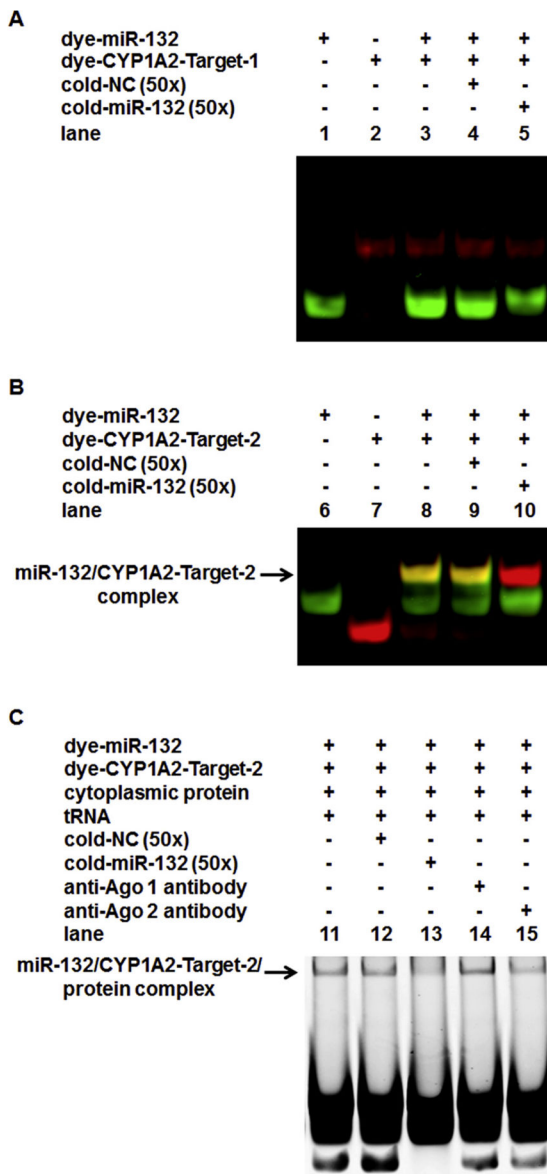 A
dye-miR-132 + - + + +
dye-CYP1A2-Target-1 - + + + +
cold-NC (50x) - - - + -
cold-miR-132 (50x) - - - - +
lane 1 2 3 4 5
B
dye-miR-132 + - + + +
dye-CYP1A2-Target-2 - + + + +
cold-NC (50x) - - - + -
cold-miR-132 (50x) - - - - +
lane 6 7 8 9 10
miR-132/CYP1A2-Target-2
complex
C
dye-miR-132 + + + + +
dye-CYP1A2-Target-2 + + + + +
cytoplasmic protein + + + + +
tRNA + + + + +
cold-NC (50x) - + - - -
cold-miR-132 (50x) - - + - -
anti-Ago 1 antibody - - - + -
anti-Ago 2 antibody - - - - +
lane 11 12 13 14 15
miR-132/CYP1A2-Target-2/
protein complex